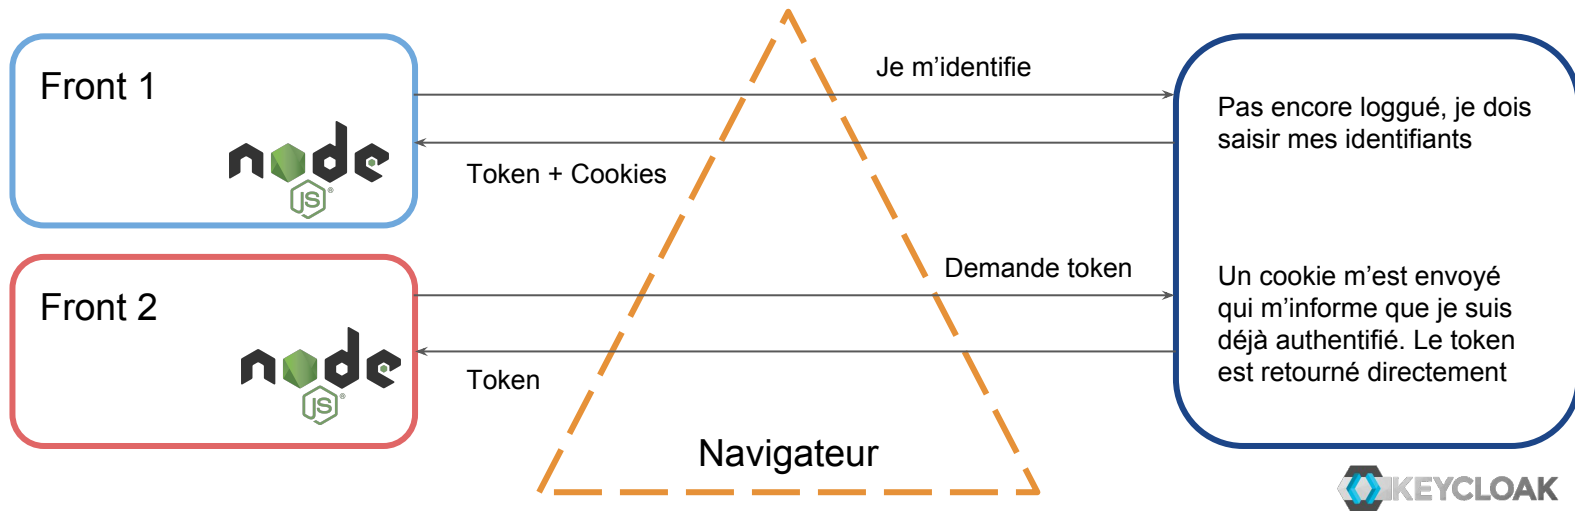 Front 1
node
JS
Je m'identifie
Token + Cookies
Pas encore loggué, je dois
saisir mes identifiants
Front 2
node
JS
Demande token
Token
Un cookie m'est envoyé
qui m'informe que je suis
déjà authentifié. Le token
est retourné directement
Navigateur
KEYCLOAK